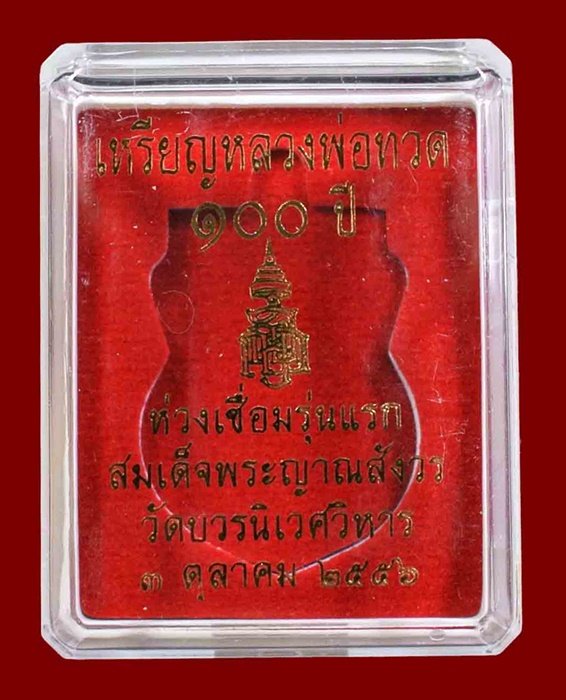 เหรียญหลวงพ่อทวด
๑๐๐ ปี
ห่วงเชื่อมรุ่นแรก
สมเด็จพระญาณสังวร
วัดบวรนิเวศวิหาร
๓ ตุลาคม ๒๕๕๖